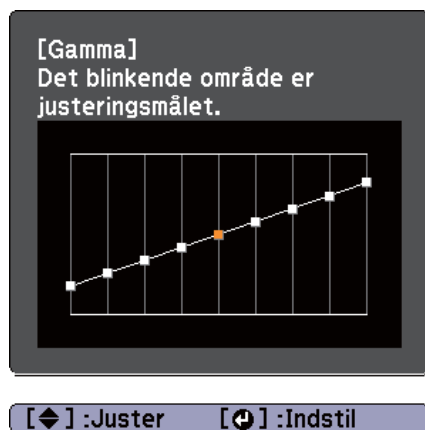 [Gamma]
Det blinkende område er
justeringsmålet.
[◆] :Juster [↵] :Indstil